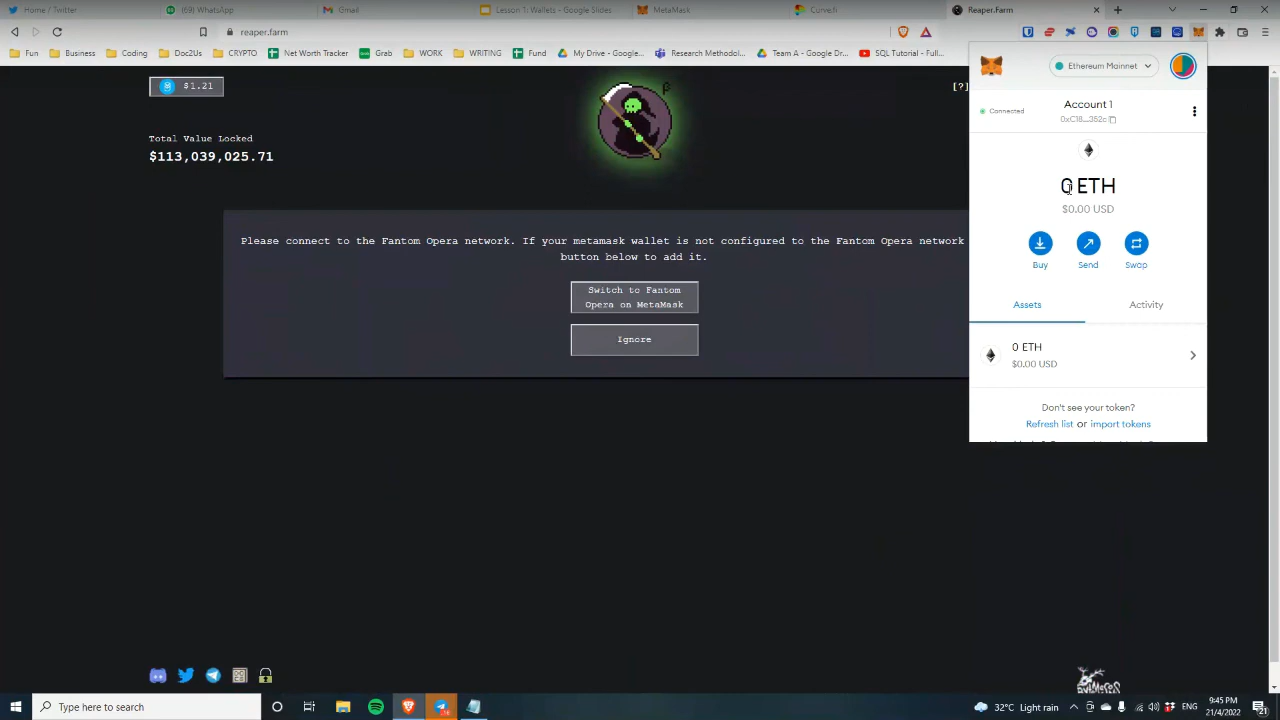 Home / Twitter
(69) WhatsApp
Gmail
Lesson 1: Wallets - Google Slides
MetaMask
Curve.fi
Reaper.Farm
reaper.farm
Fun
Business
Coding
Doc2Us
CRYPTO
Net Worth Tracker
Grab
WORK
WRITING
Fund
My Drive - Google...
Research Methodol...
Team A - Google Dr...
SQL Tutorial - Full...
$1.21
β
[?]
Total Value Locked
$113,039,025.71
Please connect to the Fantom Opera network. If your metamask wallet is not configured to the Fantom Opera network
button below to add it.
Switch to Fantom
Opera on MetaMask
Ignore
Ethereum Mainnet
Connected
Account 1
0xC18...352c
0 ETH
$0.00 USD
Buy
Send
Swap
Assets
Activity
0 ETH
$0.00 USD
Don't see your token?
Refresh list or import tokens
Type here to search
32°C Light rain
ENG
9:45 PM
21/4/2022
21